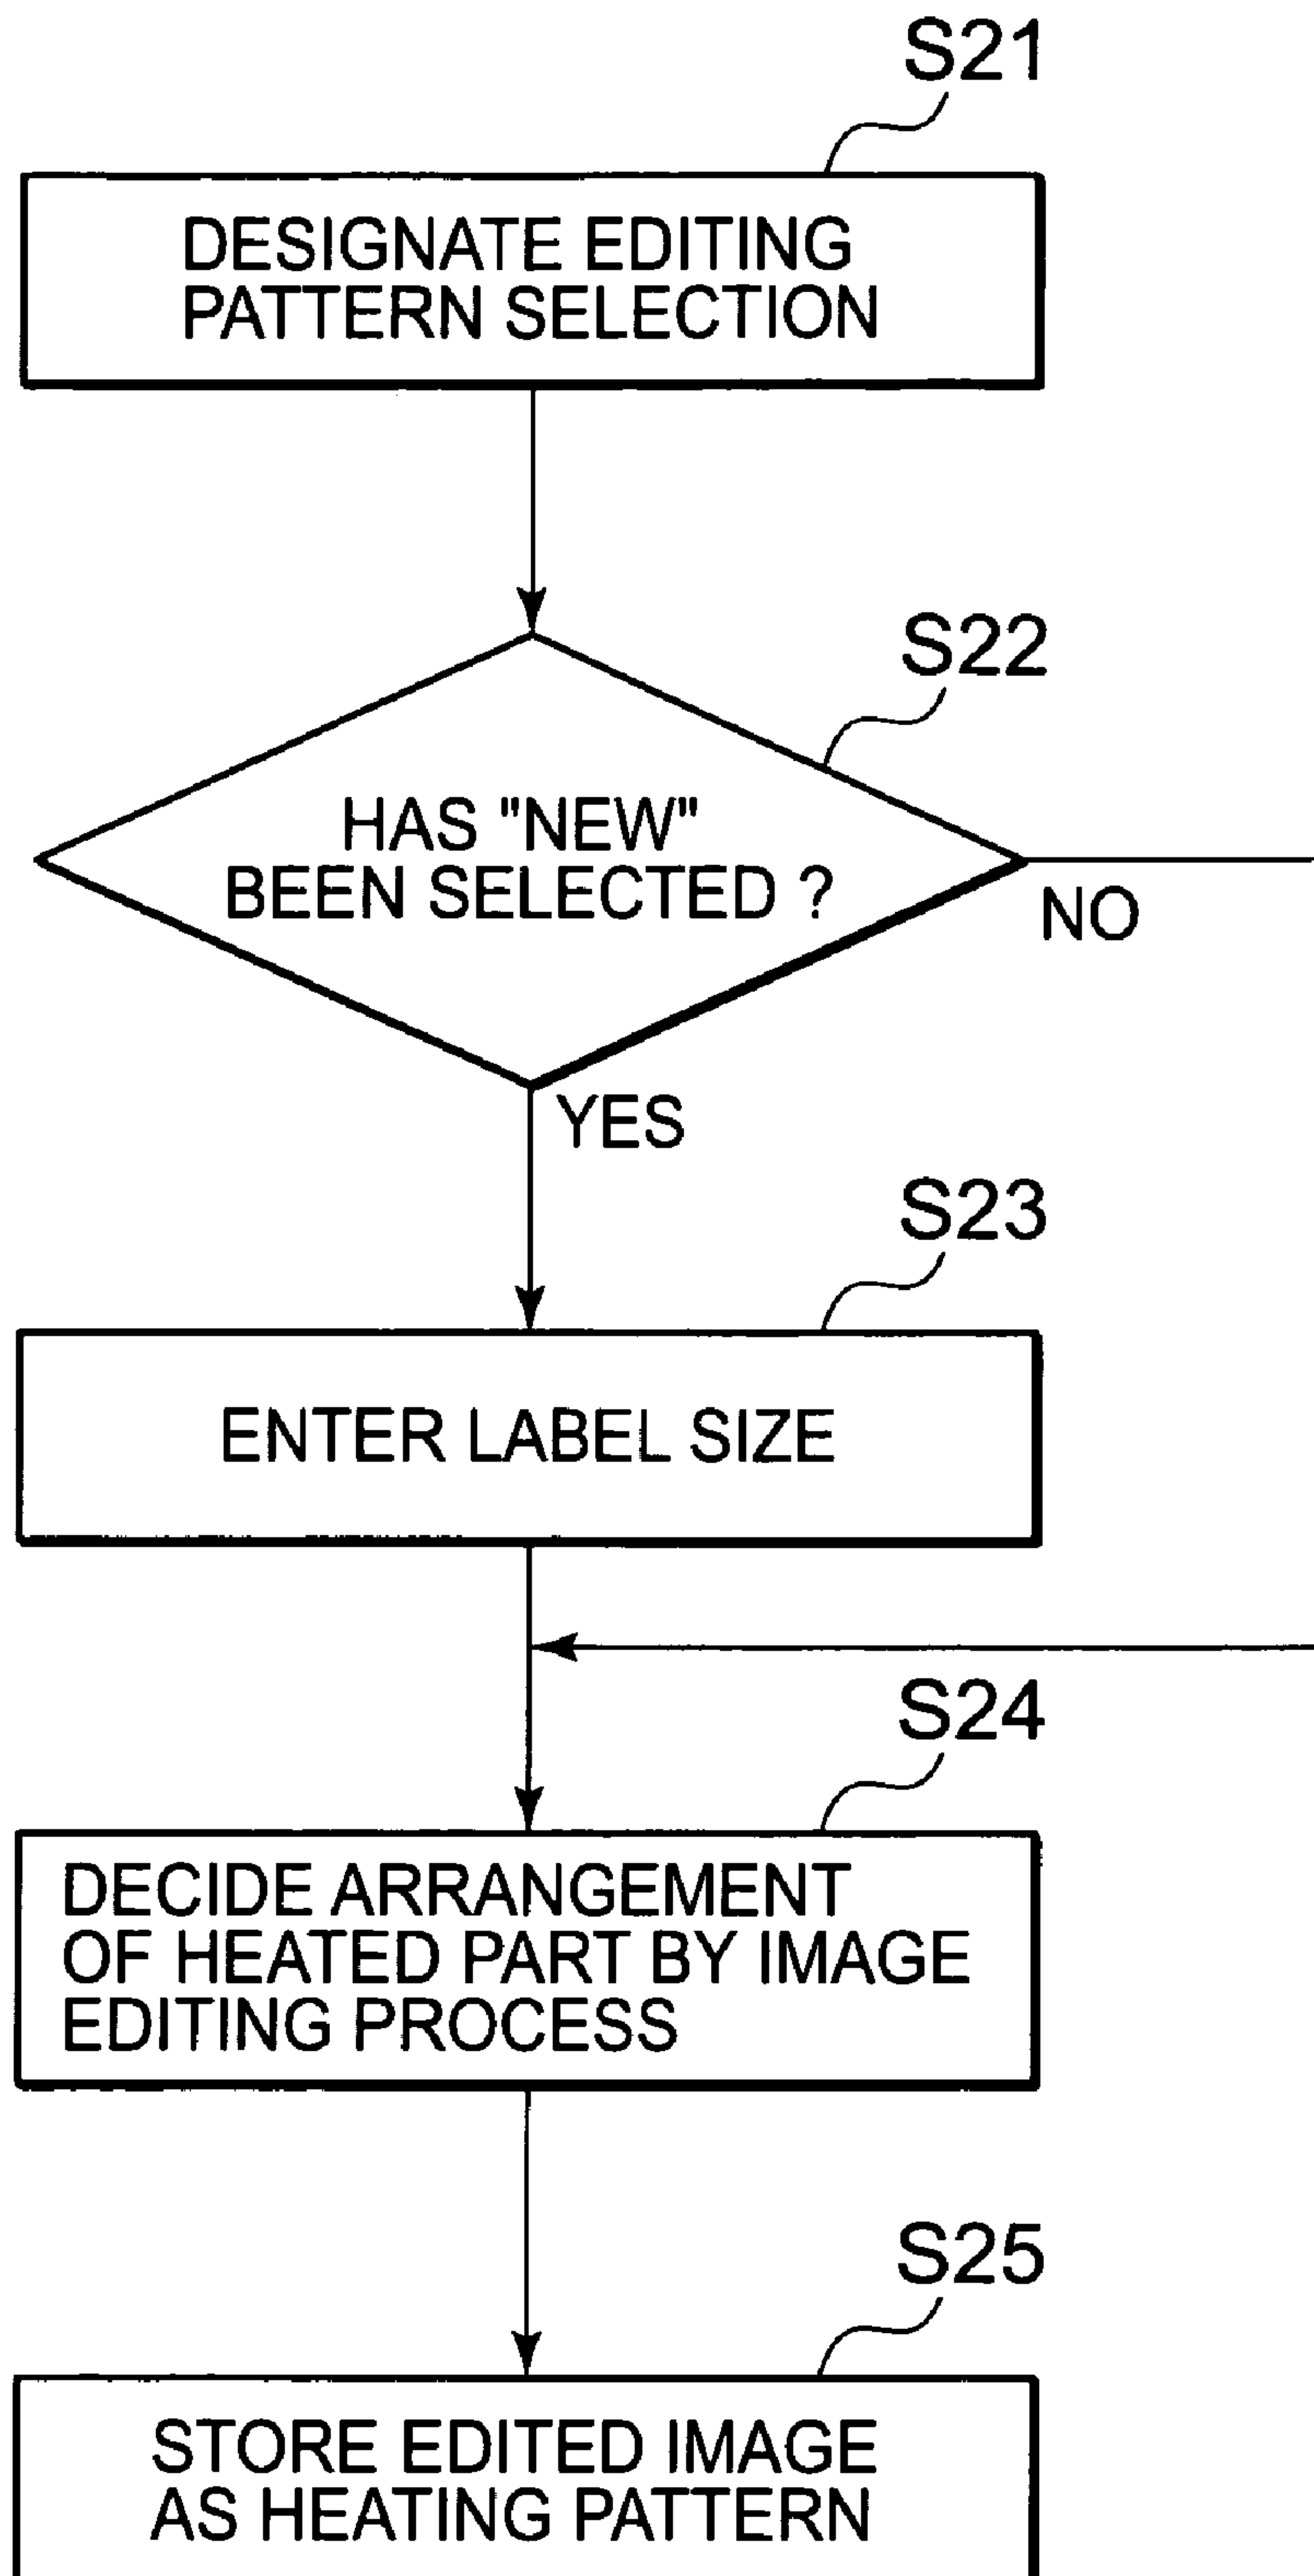 S21
DESIGNATE EDITING
PATTERN SELECTION
S22
HAS "NEW"
BEEN SELECTED ?
NO
YES
S23
ENTER LABEL SIZE
S24
DECIDE ARRANGEMENT
OF HEATED PART BY IMAGE
EDITING PROCESS
S25
STORE EDITED IMAGE
AS HEATING PATTERN